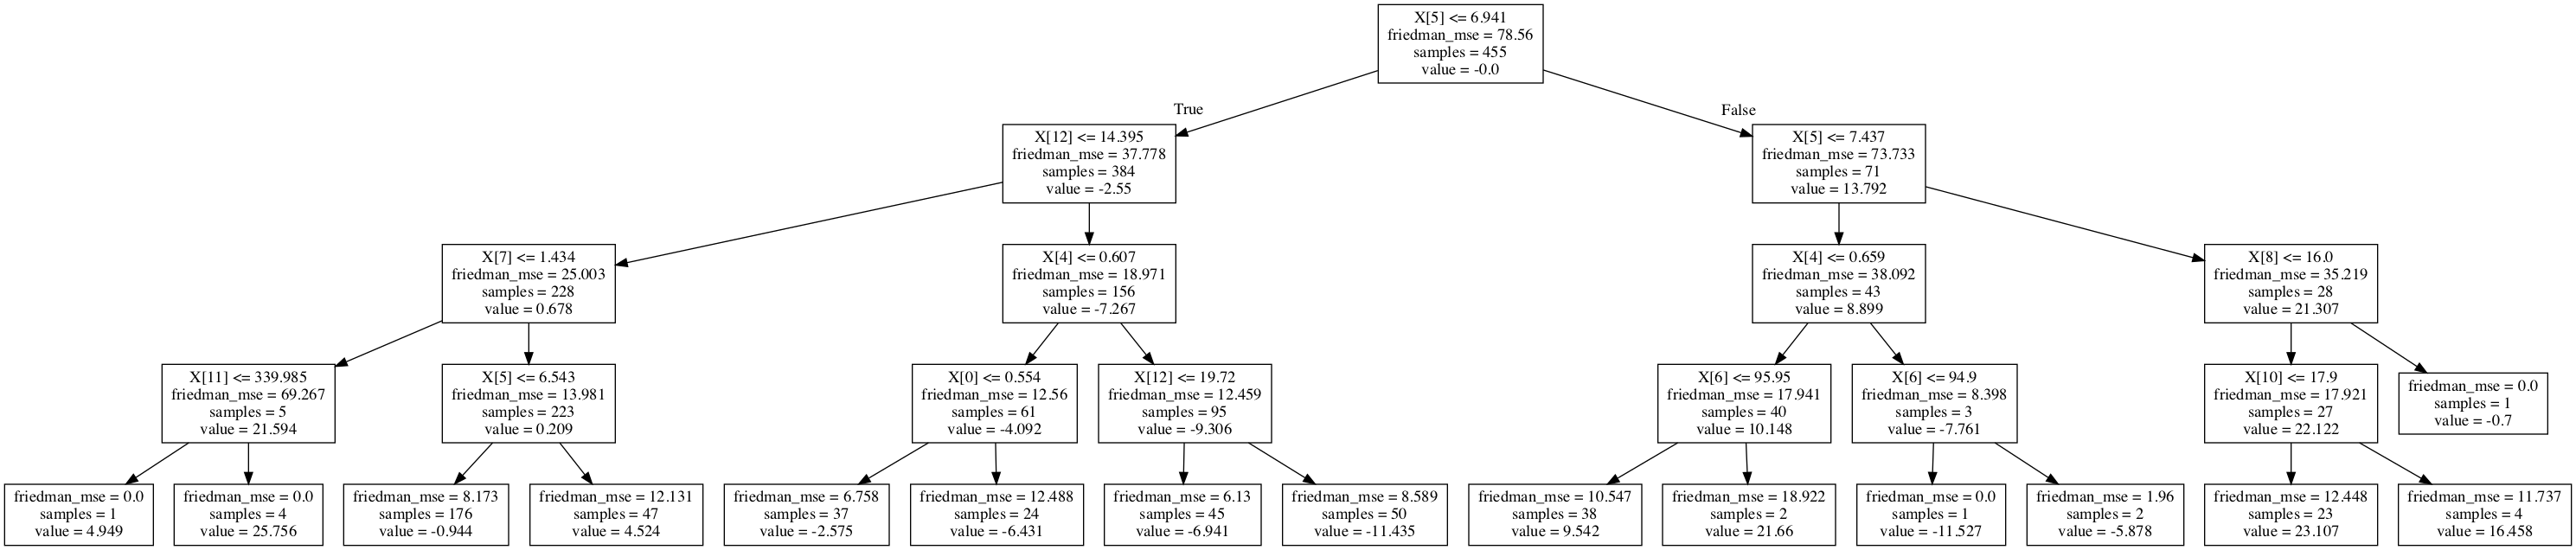 X[5] <= 6.941
friedman_mse = 78.56
samples = 455
value = -0.0
True
False
X[12] <= 14.395
friedman_mse = 37.778
samples = 384
value = -2.55
X[5] <= 7.437
friedman_mse = 73.733
samples = 71
value = 13.792
X[7] <= 1.434
friedman_mse = 25.003
samples = 228
value = 0.678
X[4] <= 0.607
friedman_mse = 18.971
samples = 156
value = -7.267
X[4] <= 0.659
friedman_mse = 38.092
samples = 43
value = 8.899
X[8] <= 16.0
friedman_mse = 35.219
samples = 28
value = 21.307
X[11] <= 339.985
friedman_mse = 69.267
samples = 5
value = 21.594
X[5] <= 6.543
friedman_mse = 13.981
samples = 223
value = 0.209
X[0] <= 0.554
friedman_mse = 12.56
samples = 61
value = -4.092
X[12] <= 19.72
friedman_mse = 12.459
samples = 95
value = -9.306
X[6] <= 95.95
friedman_mse = 17.941
samples = 40
value = 10.148
X[6] <= 94.9
friedman_mse = 8.398
samples = 3
value = -7.761
X[10] <= 17.9
friedman_mse = 17.921
samples = 27
value = 22.122
friedman_mse = 0.0
samples = 1
value = -0.7
friedman_mse = 0.0
samples = 1
value = 4.949
friedman_mse = 0.0
samples = 4
value = 25.756
friedman_mse = 8.173
samples = 176
value = -0.944
friedman_mse = 12.131
samples = 47
value = 4.524
friedman_mse = 6.758
samples = 37
value = -2.575
friedman_mse = 12.488
samples = 24
value = -6.431
friedman_mse = 6.13
samples = 45
value = -6.941
friedman_mse = 8.589
samples = 50
value = -11.435
friedman_mse = 10.547
samples = 38
value = 9.542
friedman_mse = 18.922
samples = 2
value = 21.66
friedman_mse = 0.0
samples = 1
value = -11.527
friedman_mse = 1.96
samples = 2
value = -5.878
friedman_mse = 12.448
samples = 23
value = 23.107
friedman_mse = 11.737
samples = 4
value = 16.458